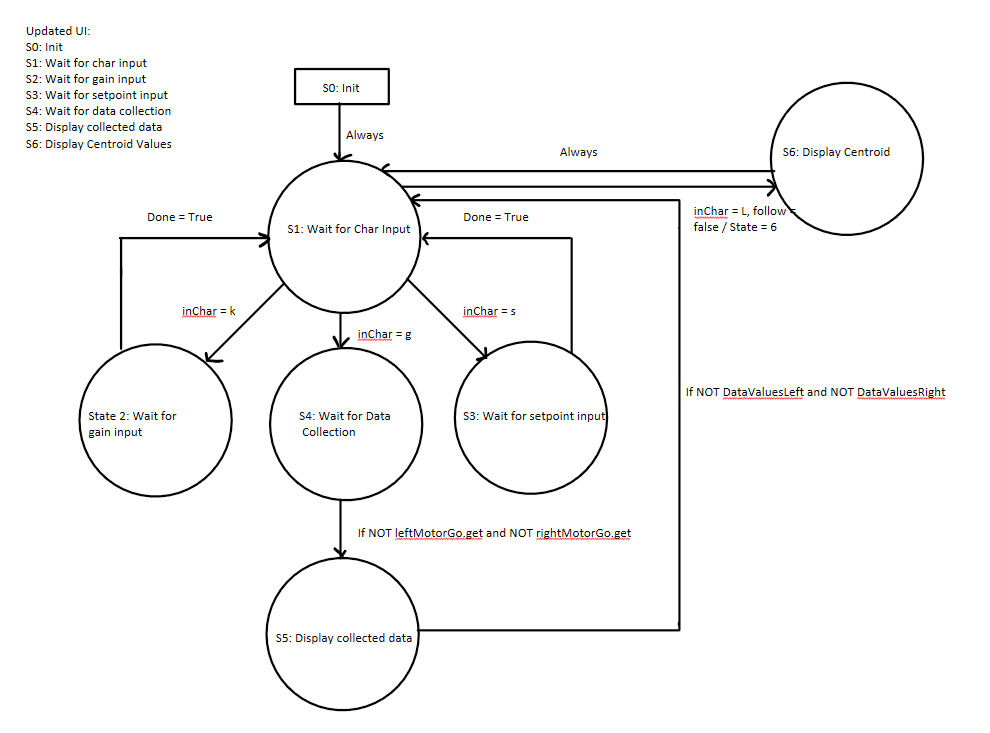 Updated UI:
S0: Init
S1: Wait for char input
S2: Wait for gain input
S3: Wait for setpoint input
S4: Wait for data collection
S5: Display collected data
S6: Display Centroid Values
S0: Init
Always
Always
S6: Display Centroid
inChar = L, follow =
false / State = 6
Done = True
Done = True
S1: Wait for Char Input
inChar = k
inChar = g
inChar = s
If NOT DataValuesLeft and NOT DataValuesRight
State 2: Wait for
gain input
S4: Wait for Data
Collection
S3: Wait for setpoint input
If NOT leftMotorGo.get and NOT rightMotorGo.get
S5: Display collected data